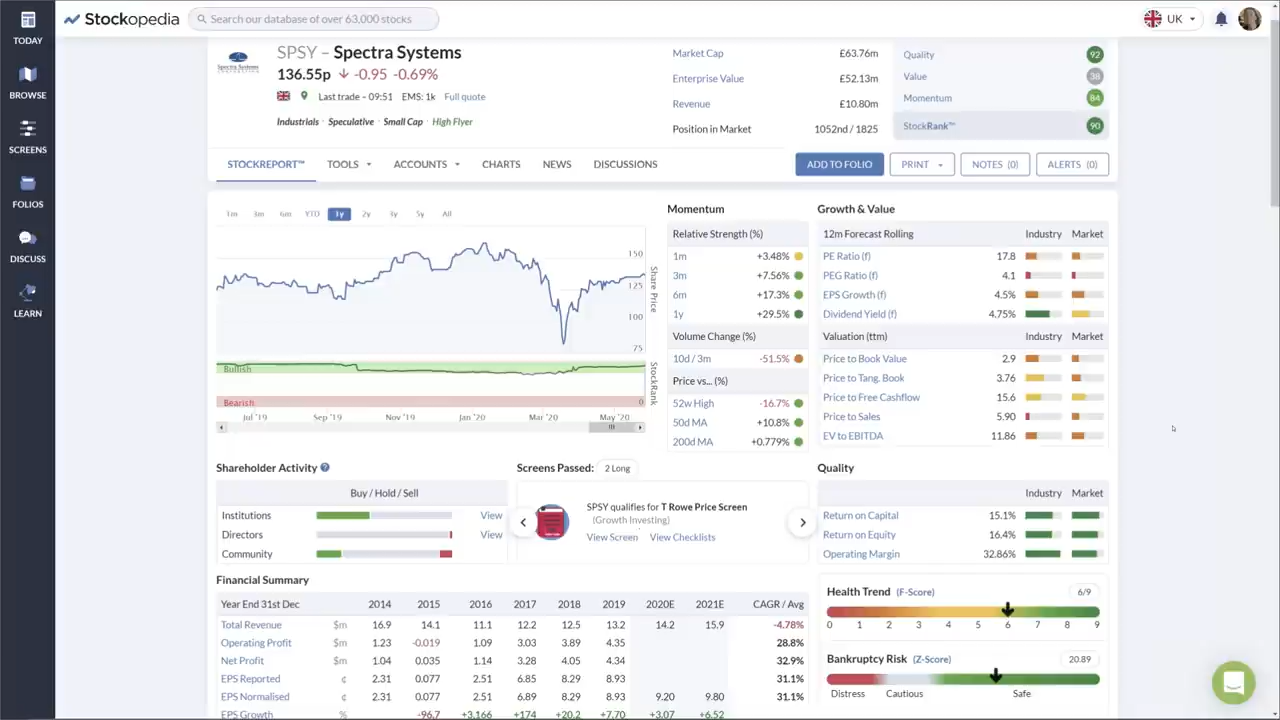 TODAY
BROWSE
SCREENS
FOLIOS
DISCUSS
LEARN
Stockopedia
Search our database of over 63,000 stocks
UK
Spectra Systems
SPSY – Spectra Systems
136.55p -0.95 -0.69%
Last trade - 09:51 EMS: 1k Full quote
Industrials · Speculative · Small Cap · High Flyer
Market Cap £63.76m
Enterprise Value £52.13m
Revenue £10.80m
Position in Market 1052nd / 1825
Quality 92
Value 38
Momentum 84
StockRank™ 90
STOCKREPORT™ TOOLS ACCOUNTS CHARTS NEWS DISCUSSIONS
ADD TO FOLIO PRINT NOTES (0) ALERTS (0)
1m 3m 6m YTD 1y 2y 3y 5y All
150
125
100
75
Share Price
Bullish
Bearish
0
StockRank
Jul '19 Sep '19 Nov '19 Jan '20 Mar '20 May '20
Momentum
Relative Strength (%)
1m +3.48%
3m +7.56%
6m +17.3%
1y +29.5%
Volume Change (%)
10d / 3m -51.5%
Price vs... (%)
52w High -16.7%
50d MA +10.8%
200d MA +0.779%
Growth & Value
12m Forecast Rolling Industry Market
PE Ratio (f) 17.8
PEG Ratio (f) 4.1
EPS Growth (f) 4.5%
Dividend Yield (f) 4.75%
Valuation (ttm) Industry Market
Price to Book Value 2.9
Price to Tang. Book 3.76
Price to Free Cashflow 15.6
Price to Sales 5.90
EV to EBITDA 11.86
Shareholder Activity
Buy / Hold / Sell
Institutions View
Directors View
Community
Screens Passed: 2 Long
SPSY qualifies for T Rowe Price Screen
(Growth Investing)
View Screen View Checklists
Quality
Industry Market
Return on Capital 15.1%
Return on Equity 16.4%
Operating Margin 32.86%
Financial Summary
Year End 31st Dec 2014 2015 2016 2017 2018 2019 2020E 2021E CAGR / Avg
Total Revenue $m 16.9 14.1 11.1 12.2 12.5 13.2 14.2 15.9 -4.78%
Operating Profit $m 1.23 -0.019 1.09 3.03 3.89 4.35 28.8%
Net Profit $m 1.04 0.035 1.14 3.28 4.05 4.34 32.9%
EPS Reported ¢ 2.31 0.077 2.51 6.85 8.29 8.93 31.1%
EPS Normalised ¢ 2.31 0.077 2.51 6.89 8.29 8.93 9.20 9.80 31.1%
EPS Growth % -96.7 +3,166 +174 +20.2 +7.70 +3.07 +6.52
Health Trend (F-Score) 6/9
0 1 2 3 4 5 6 7 8 9
Bankruptcy Risk (Z-Score) 20.89
Distress Cautious Safe